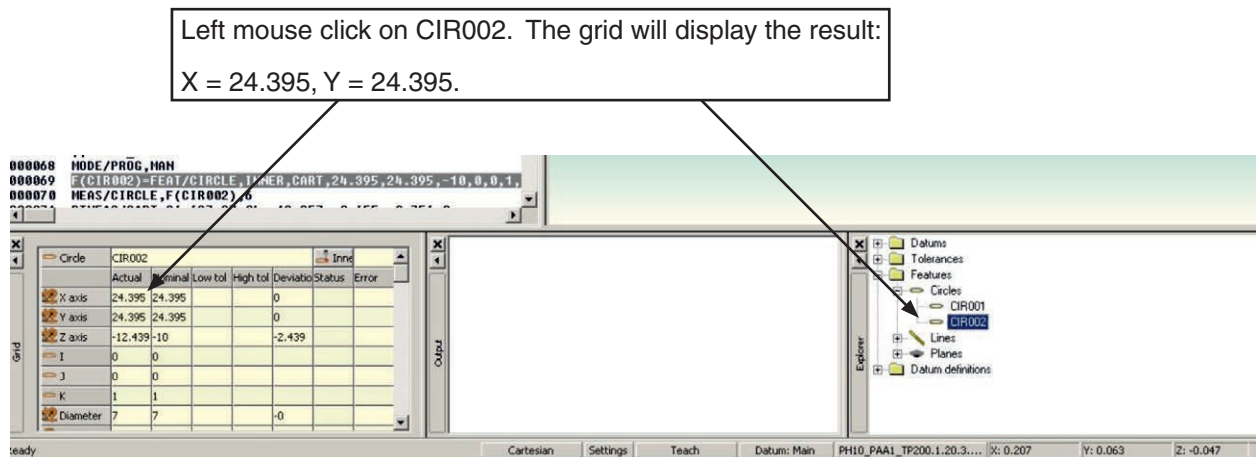 Left mouse click on CIR002. The grid will display the result:
X = 24.395, Y = 24.395.
000068 MODE/PROG,MAN
000069 F(CIR002)=FEAT/CIRCLE,INNER,CART,24.395,24.395,-10,0,0,1,
000070 MEAS/CIRCLE,F(CIR002),6
Circle CIR002 Inne
Actual Nominal Low tol High tol Deviatio Status Error
X axis 24.395 24.395 0
Y axis 24.395 24.395 0
Z axis -12.439 -10 -2.439
I 0 0
J 0 0
K 1 1
Diameter 7 7 -0
Grid
Output
Explorer
Datums
Tolerances
Features
Circles
CIR001
CIR002
Lines
Planes
Datum definitions
eady Cartesian Settings Teach Datum: Main PH10_PAA1_TP200.1.20.3.... X: 0.207 Y: 0.063 Z: -0.047